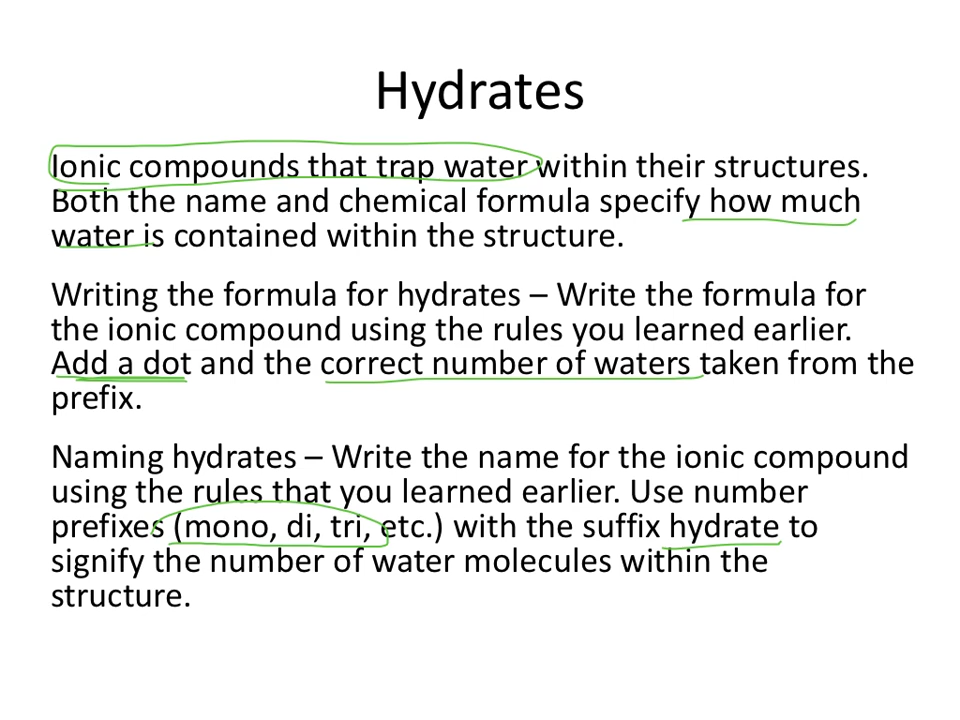 Hydrates
Ionic compounds that trap water within their structures.
Both the name and chemical formula specify how much
water is contained within the structure.
Writing the formula for hydrates – Write the formula for
the ionic compound using the rules you learned earlier.
Add a dot and the correct number of waters taken from the
prefix.
Naming hydrates – Write the name for the ionic compound
using the rules that you learned earlier. Use number
prefixes (mono, di, tri, etc.) with the suffix hydrate to
signify the number of water molecules within the
structure.